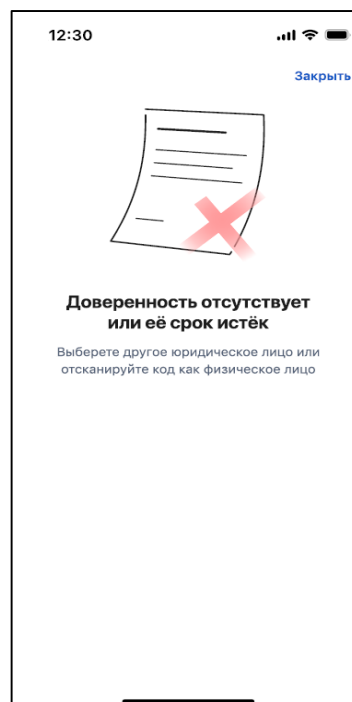 12:30
Закрыть
Доверенность отсутствует
или её срок истёк
Выберете другое юридическое лицо или
отсканируйте код как физическое лицо